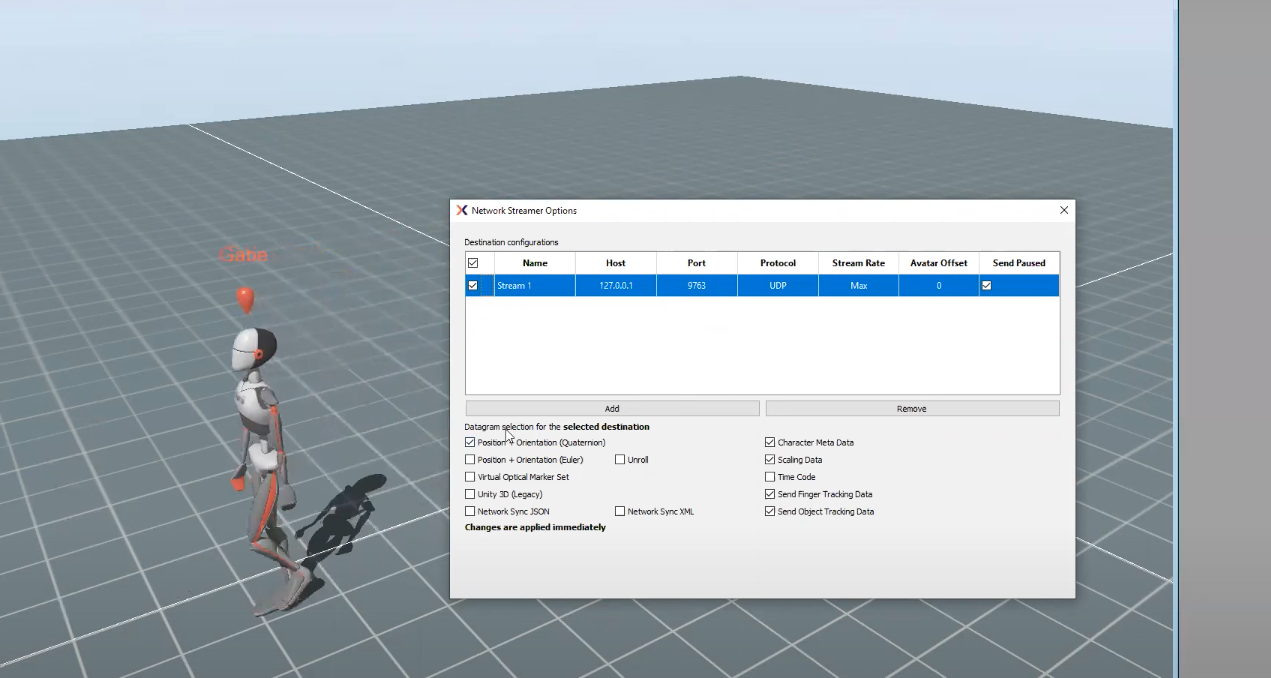 Gatie
Network Streamer Options
Destination configurations
Name Host Port Protocol Stream Rate Avatar Offset Send Paused
Stream 1 127.0.0.1 9763 UDP Max 0
Add Remove
Datagram selection for the selected destination
Position + Orientation (Quaternion) Character Meta Data
Position + Orientation (Euler) Unroll Scaling Data
Virtual Optical Marker Set Time Code
Unity 3D (Legacy) Send Finger Tracking Data
Network Sync JSON Network Sync XML Send Object Tracking Data
Changes are applied immediately